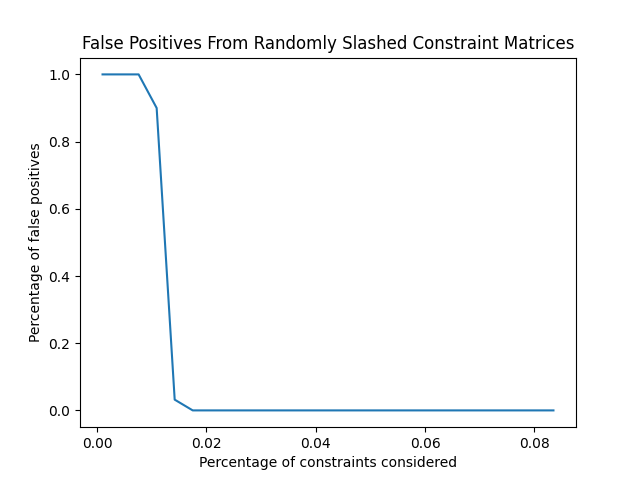 False Positives From Randomly Slashed Constraint Matrices
1.0
0.8
0.6
0.4
0.2
0.0
Percentage of false positives
0.00 0.02 0.04 0.06 0.08
Percentage of constraints considered